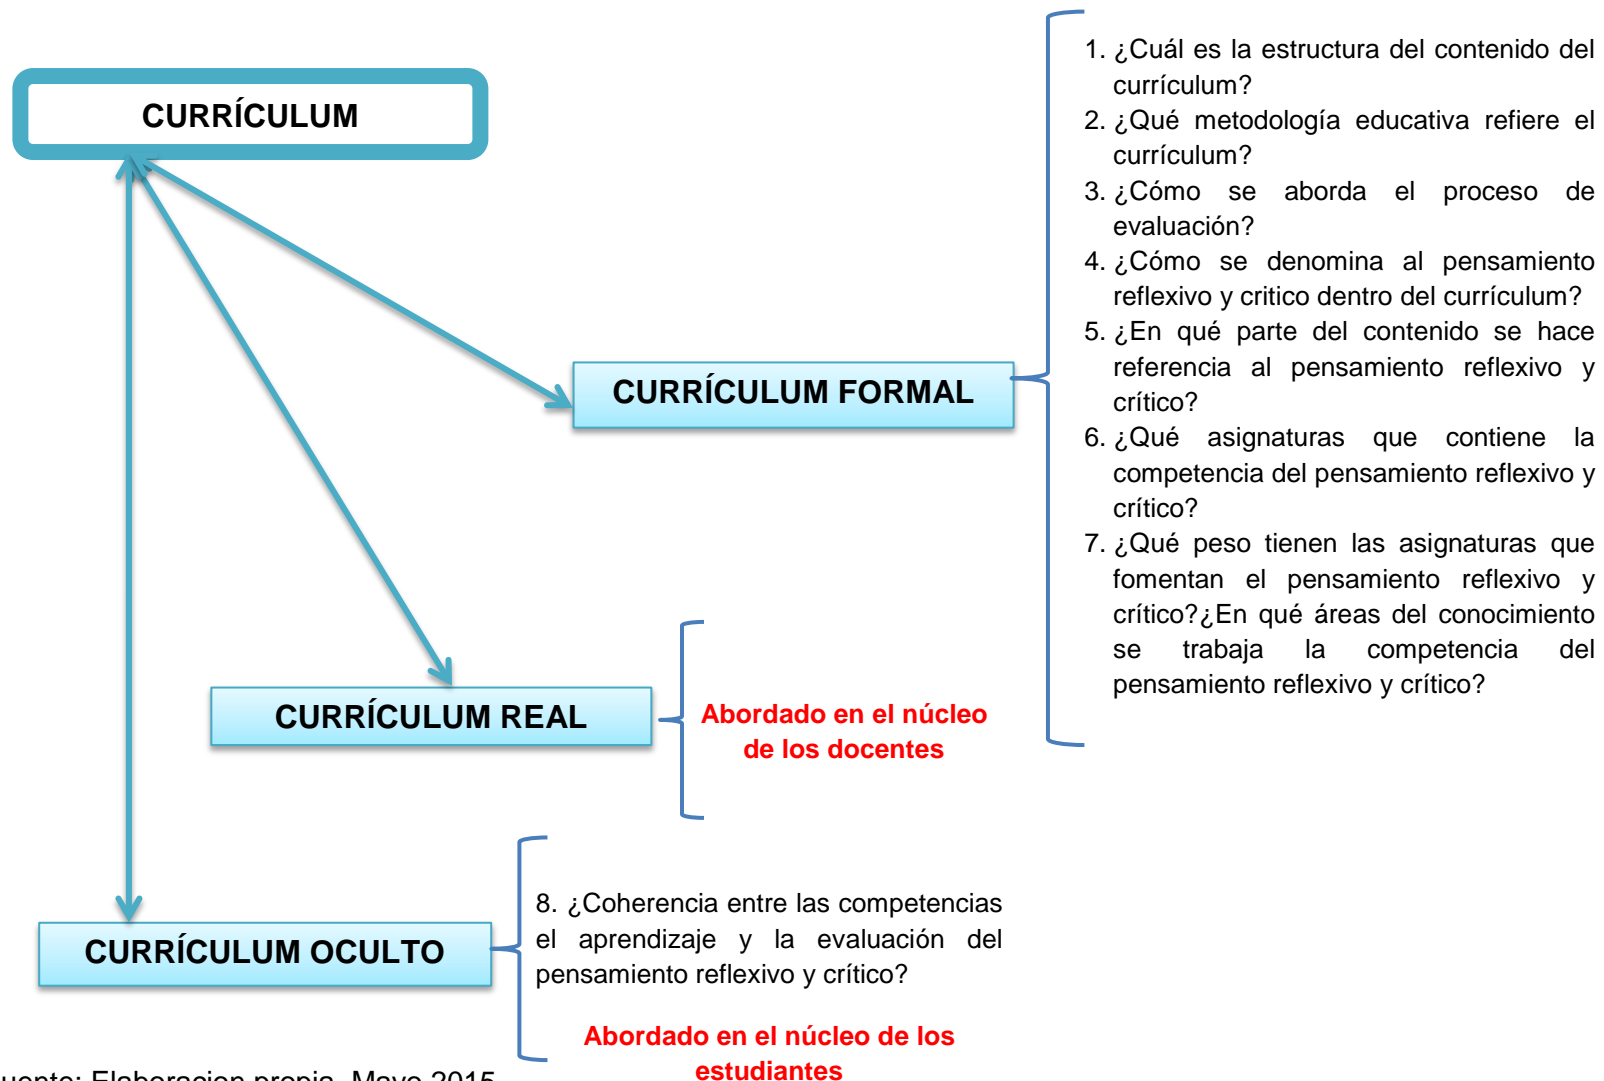 CURRÍCULUM
1. ¿Cuál es la estructura del contenido del
currículum?
2. ¿Qué metodología educativa refiere el
currículum?
3. ¿Cómo se aborda el proceso de
evaluación?
4. ¿Cómo se denomina al pensamiento
reflexivo y critico dentro del currículum?
5. ¿En qué parte del contenido se hace
referencia al pensamiento reflexivo y
crítico?
6. ¿Qué asignaturas que contiene la
competencia del pensamiento reflexivo y
crítico?
7. ¿Qué peso tienen las asignaturas que
fomentan el pensamiento reflexivo y
crítico?¿En qué áreas del conocimiento
se trabaja la competencia del
pensamiento reflexivo y crítico?
CURRÍCULUM FORMAL
CURRÍCULUM REAL
Abordado en el núcleo
de los docentes
CURRÍCULUM OCULTO
8. ¿Coherencia entre las competencias
el aprendizaje y la evaluación del
pensamiento reflexivo y crítico?
Abordado en el núcleo de los
estudiantes
uente: Elaboracion propia. Mayo 2015